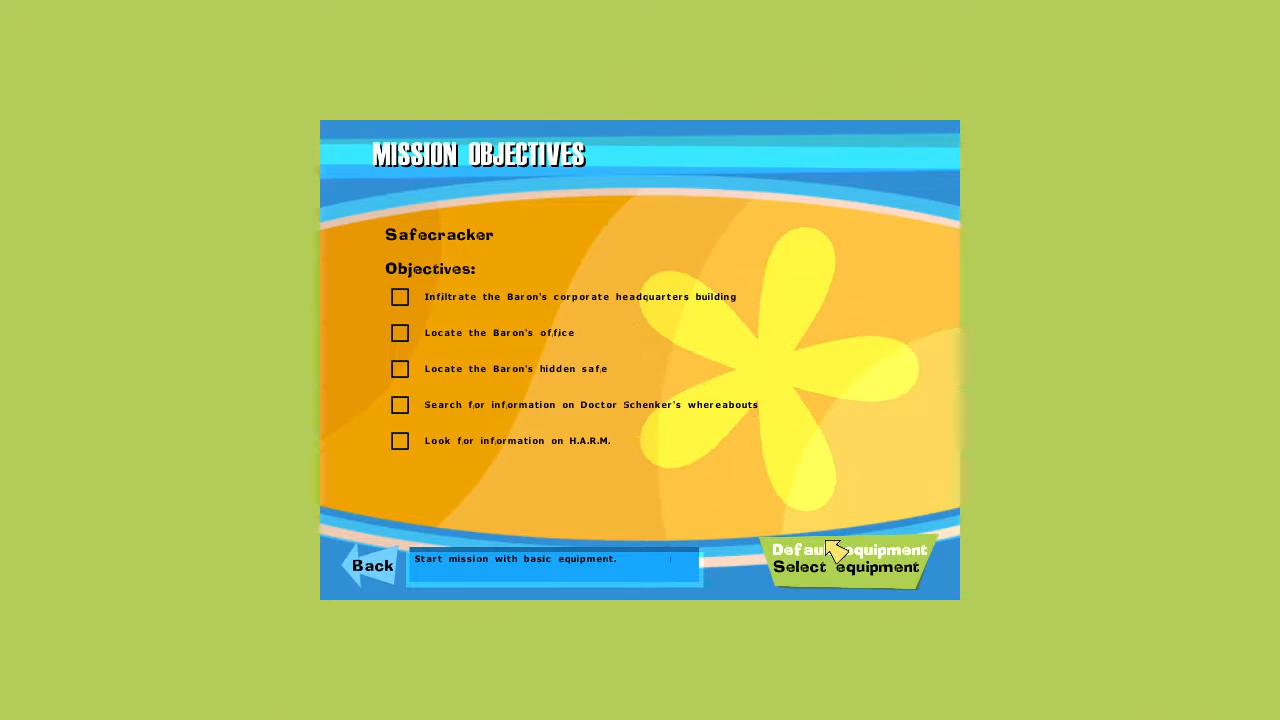 MISSION OBJECTIVES
Safecracker
Objectives:
Infiltrate the Baron's corporate headquarters building
Locate the Baron's office
Locate the Baron's hidden safe
Search for information on Doctor Schenker's whereabouts
Look for information on H.A.R.M.
Back
Start mission with basic equipment.
Default equipment
Select equipment